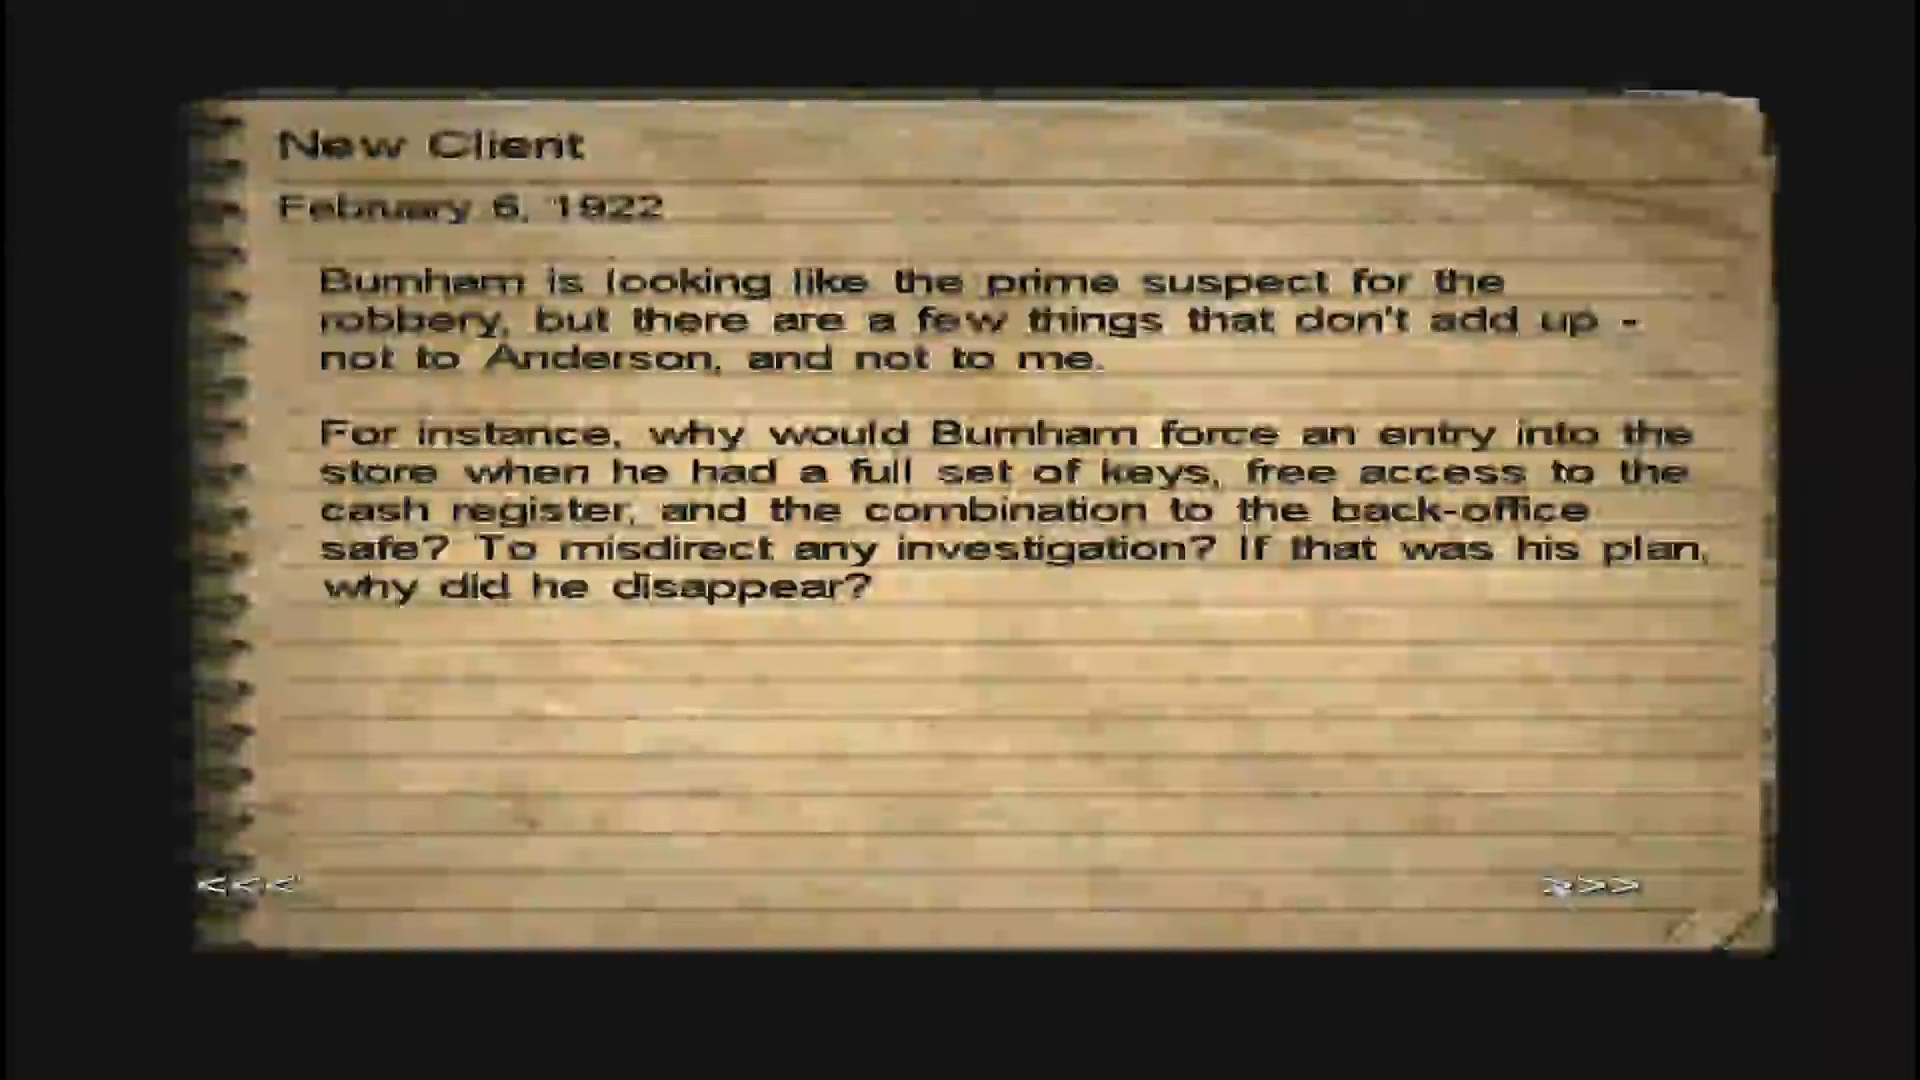 New Client
February 6, 1922
Burnham is looking like the prime suspect for the
robbery, but there are a few things that don't add up -
not to Anderson, and not to me.
For instance, why would Burnham force an entry into the
store when he had a full set of keys, free access to the
cash register, and the combination to the back-office
safe? To misdirect any investigation? If that was his plan,
why did he disappear?
<<<
>>>